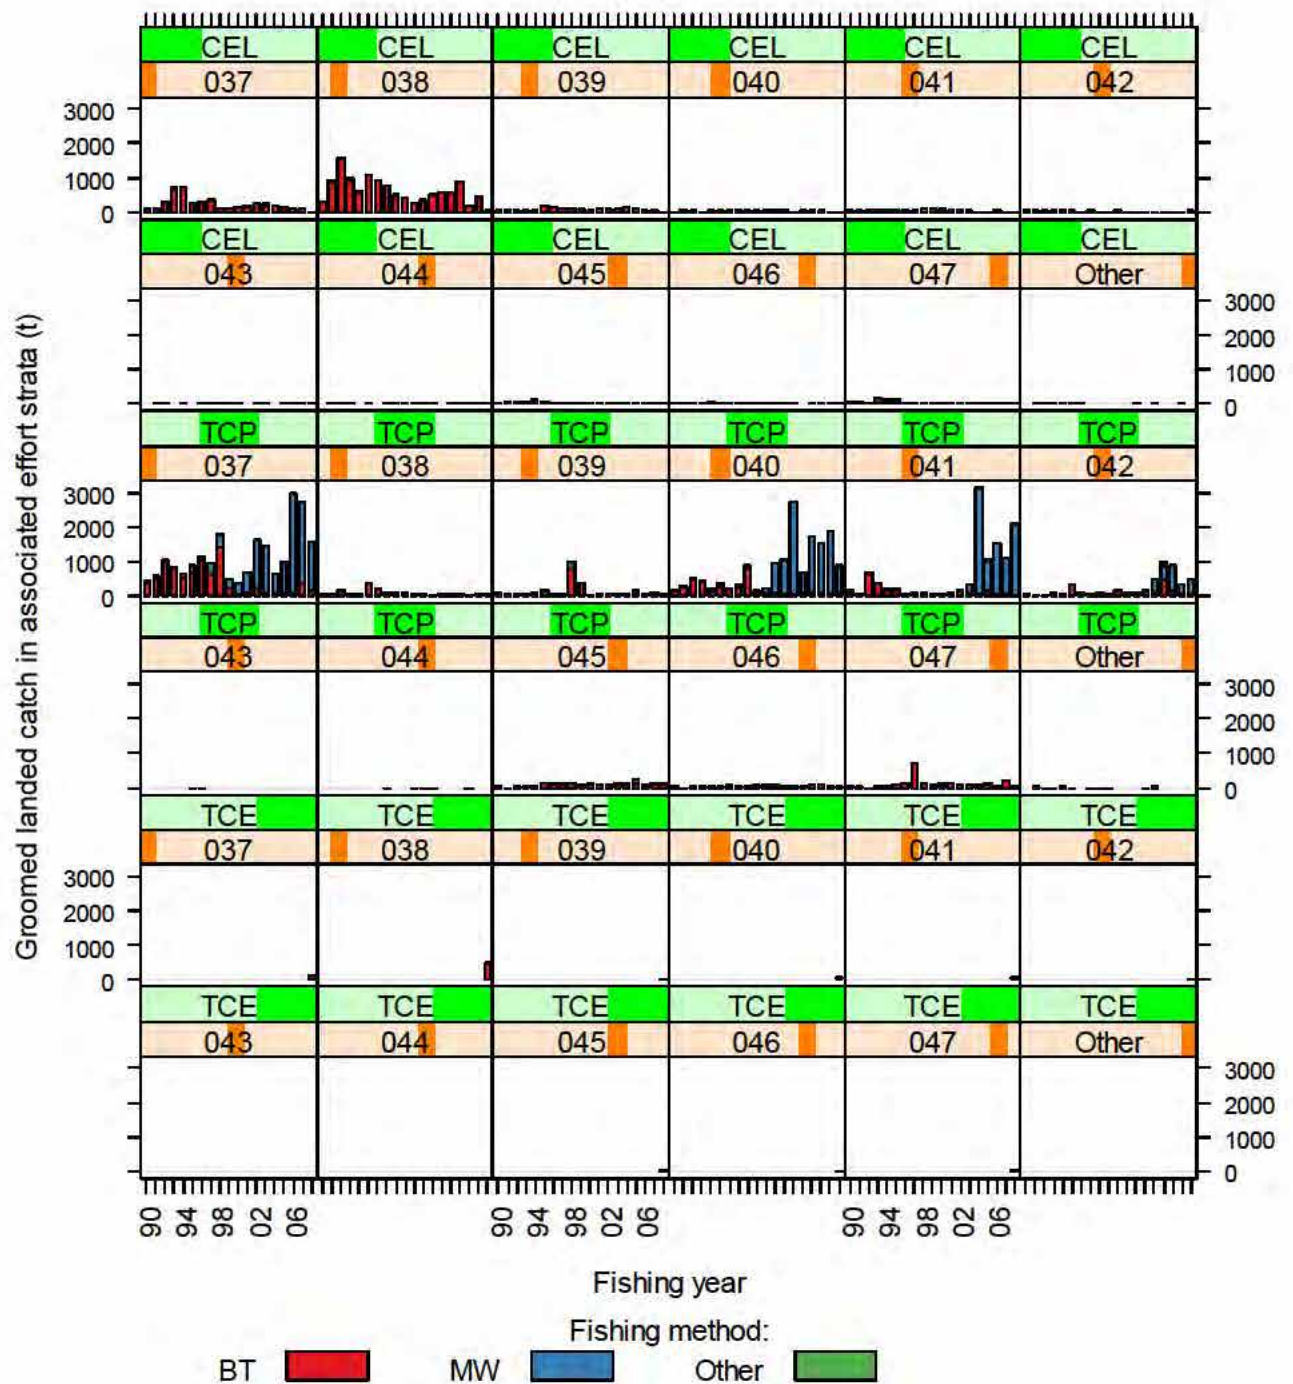 CEL CEL CEL CEL CEL CEL
037 038 039 040 041 042
3000
2000
1000
0
CEL CEL CEL CEL CEL CEL
043 044 045 046 047 Other
3000
2000
1000
0
TCP TCP TCP TCP TCP TCP
037 038 039 040 041 042
3000
2000
1000
0
TCP TCP TCP TCP TCP TCP
043 044 045 046 047 Other
3000
2000
1000
0
TCE TCE TCE TCE TCE TCE
037 038 039 040 041 042
3000
2000
1000
0
TCE TCE TCE TCE TCE TCE
043 044 045 046 047 Other
3000
2000
1000
0
Groomed landed catch in associated effort strata (t)
90 94 98 02 06 90 94 98 02 06 90 94 98 02 06
Fishing year
Fishing method:
BT MW Other